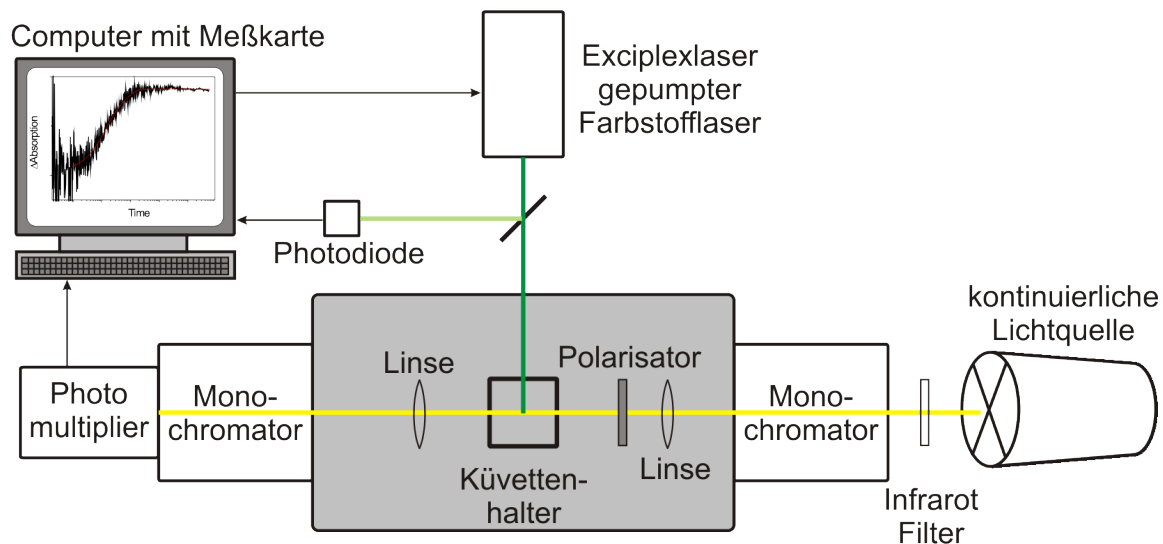 Computer mit Meßkarte
ΔAbsorption
Time
Exciplexlaser
gepumpter
Farbstofflaser
Photodiode
kontinuierliche
Lichtquelle
Linse
Polarisator
Photo
multiplier
Mono-
chromator
Mono-
chromator
Küvetten-
halter
Linse
Infrarot
Filter